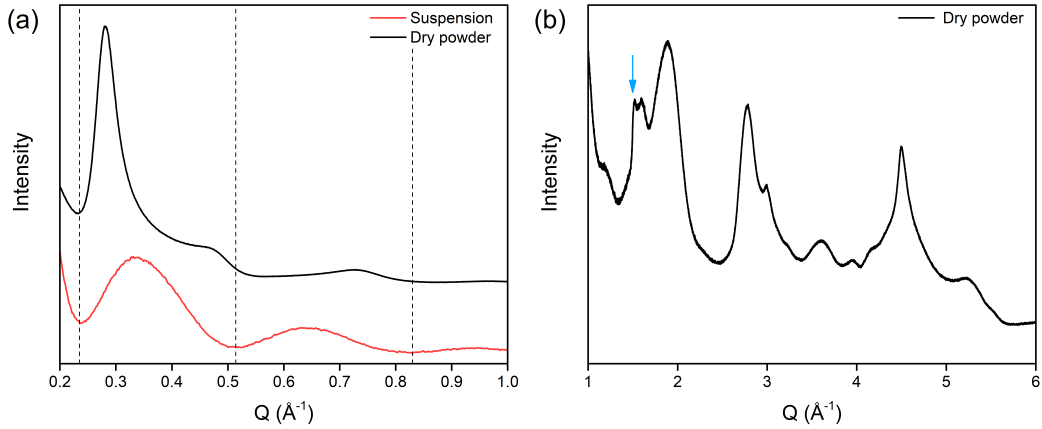 (a)
Suspension
Dry powder
Intensity
0.2 0.3 0.4 0.5 0.6 0.7 0.8 0.9 1.0
Q (Å⁻¹)
(b)
Dry powder
Intensity
1 2 3 4 5 6
Q (Å⁻¹)